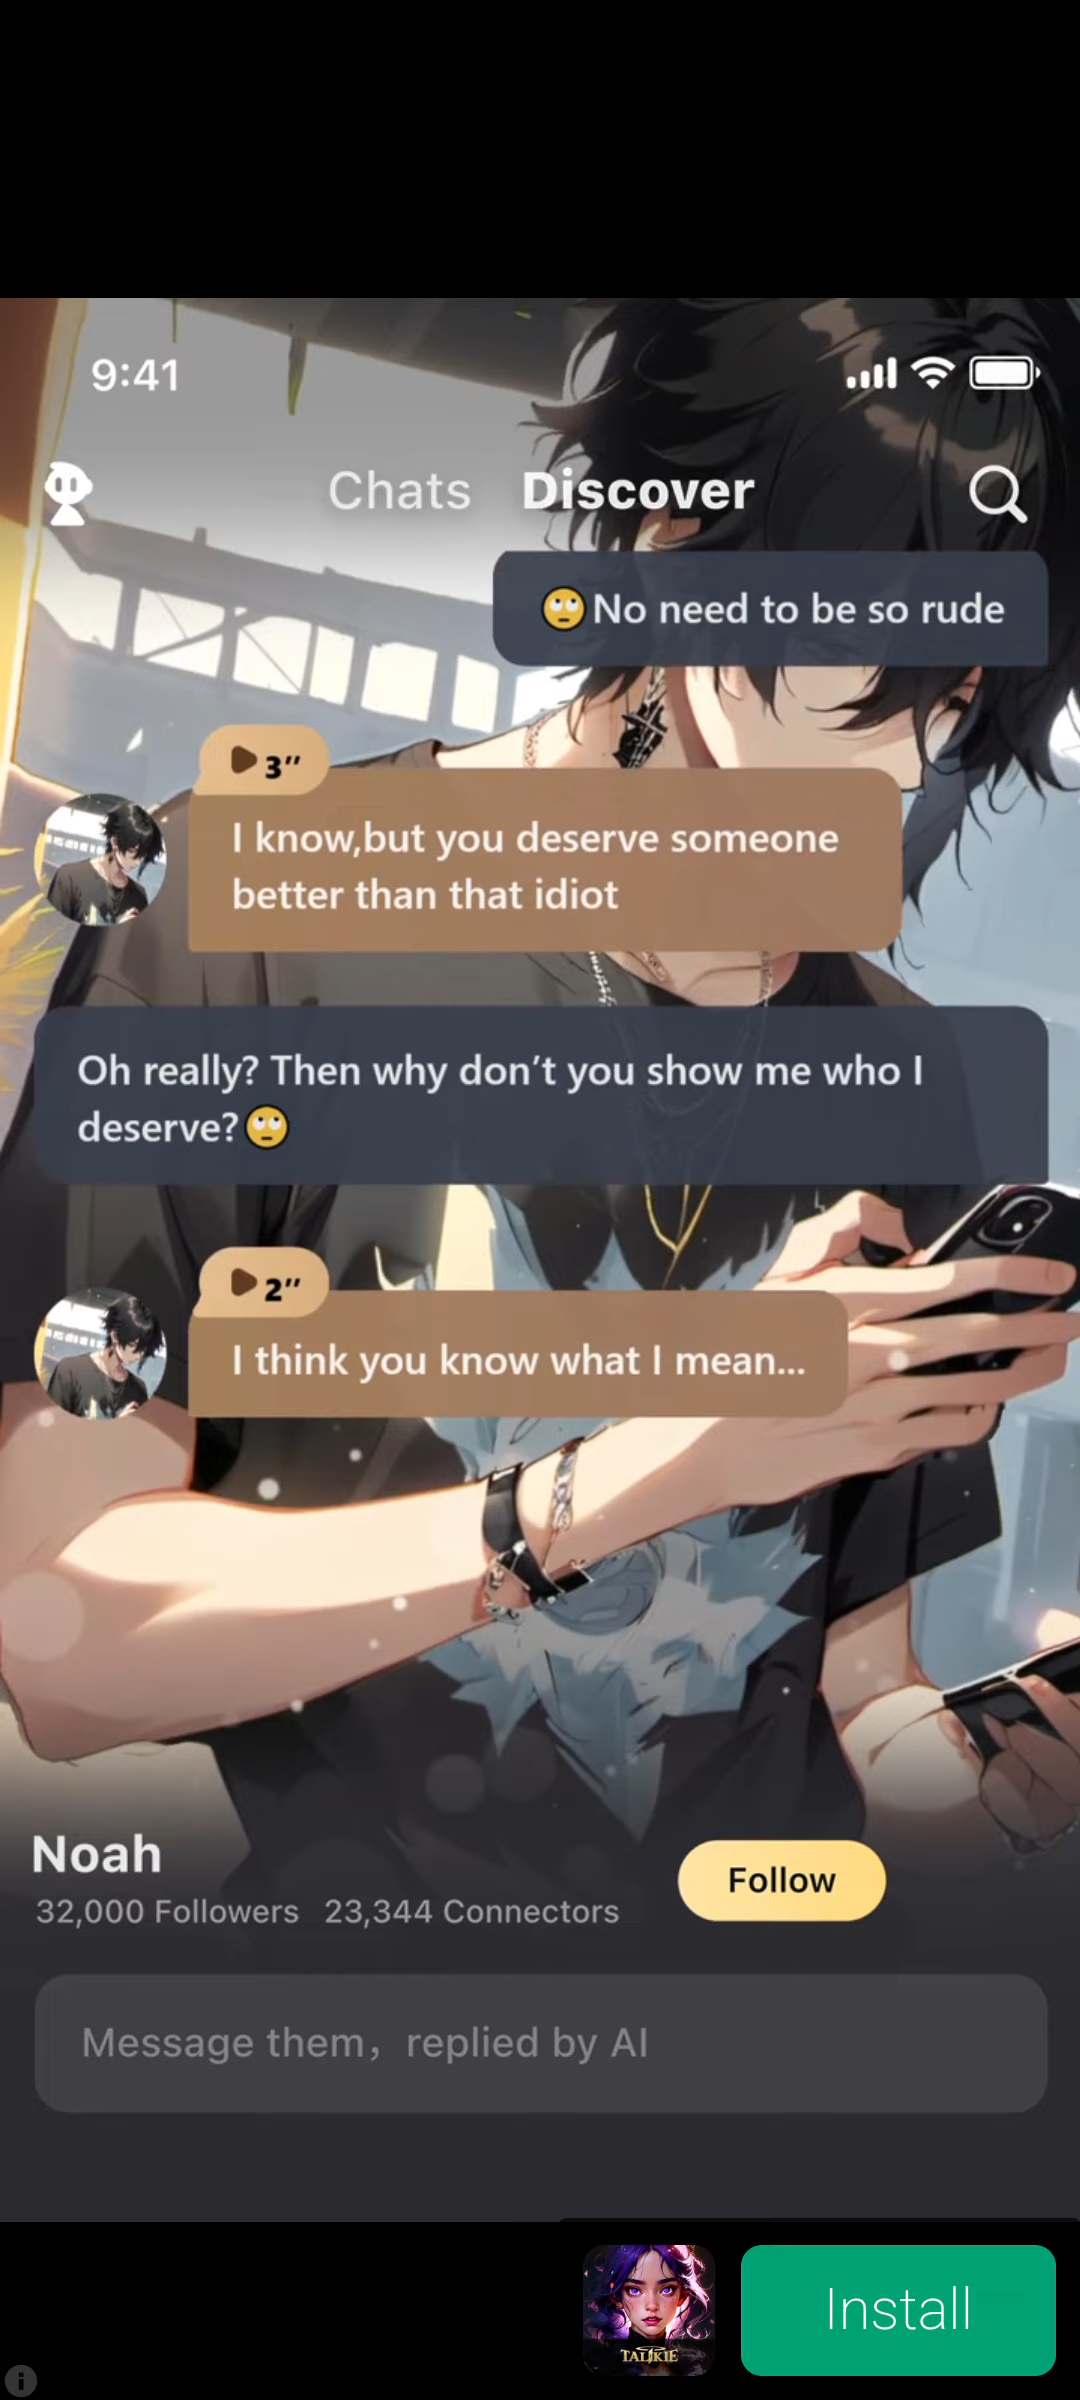 9:41
Chats Discover
🙄No need to be so rude
3″
I know,but you deserve someone
better than that idiot
Oh really? Then why don’t you show me who I
deserve?🙄
2″
I think you know what I mean...
Noah
32,000 Followers 23,344 Connectors
Follow
Message them，replied by AI
TALKIE
Install